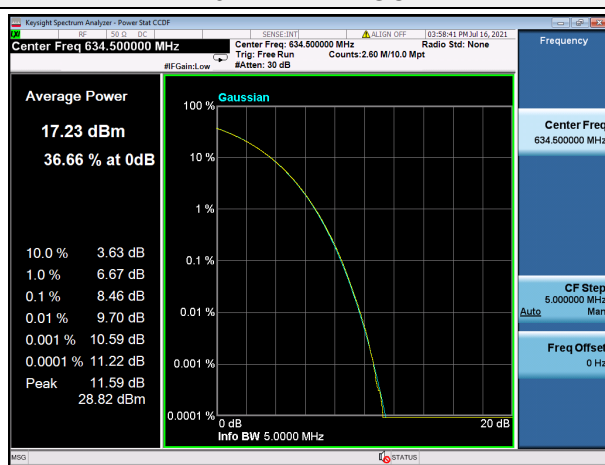 Keysight Spectrum Analyzer - Power Stat CCDF
RF 50 Ω DC SENSE:INT ALIGN OFF 03:58:41 PM Jul 16, 2021
Center Freq 634.500000 MHz
Center Freq: 634.500000 MHz Radio Std: None
Trig: Free Run Counts:2.60 M/10.0 Mpt
#IFGain:Low #Atten: 30 dB
Frequency
Average Power
17.23 dBm
36.66 % at 0dB
10.0 % 3.63 dB
1.0 % 6.67 dB
0.1 % 8.46 dB
0.01 % 9.70 dB
0.001 % 10.59 dB
0.0001 % 11.22 dB
Peak 11.59 dB
28.82 dBm
Gaussian
100 %
10 %
1 %
0.1 %
0.01 %
0.001 %
0.0001 %
0 dB 20 dB
Info BW 5.0000 MHz
Center Freq
634.500000 MHz
CF Step
5.000000 MHz
Auto Man
Freq Offset
0 Hz
MSG STATUS